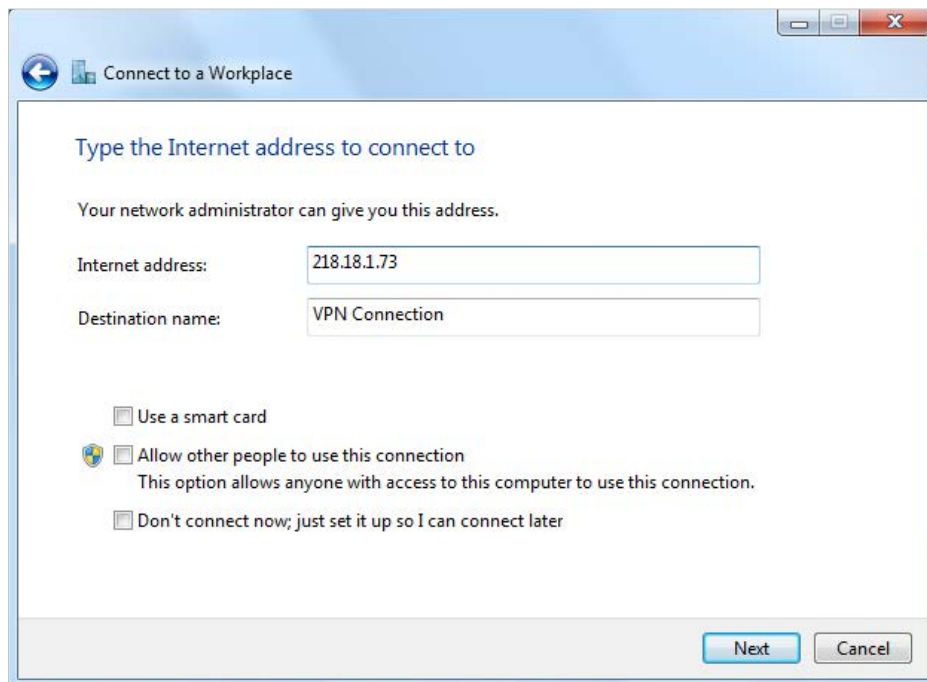 Connect to a Workplace
Type the Internet address to connect to
Your network administrator can give you this address.
Internet address: 218.18.1.73
Destination name: VPN Connection
Use a smart card
Allow other people to use this connection
This option allows anyone with access to this computer to use this connection.
Don't connect now; just set it up so I can connect later
Next Cancel